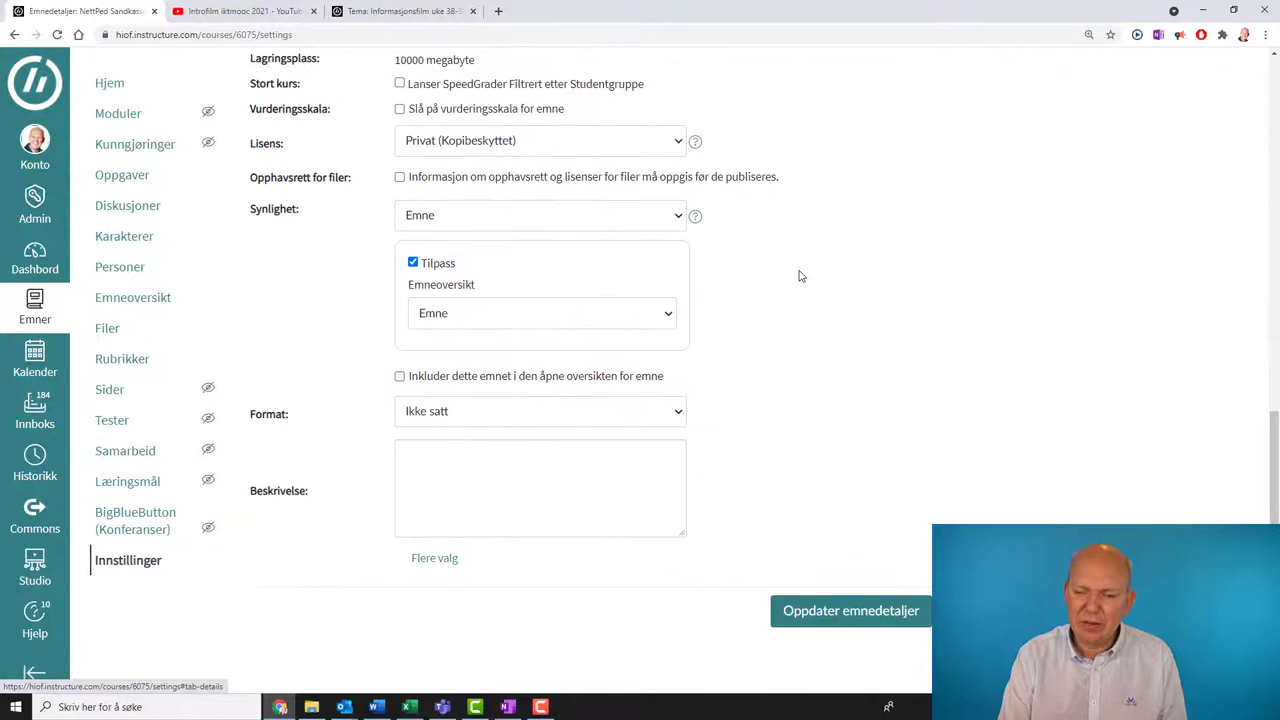 Emnedetaljer: NettPed Sandkass
Introfilm iktmooc 2021 - YouTub
Tema: Informasjonsfilm uke 38-3
hiof.instructure.com/courses/6075/settings
Konto
Admin
Dashbord
Emner
Kalender
184
Innboks
Historikk
Commons
Studio
10
Hjelp
Hjem
Moduler
Kunngjøringer
Oppgaver
Diskusjoner
Karakterer
Personer
Emneoversikt
Filer
Rubrikker
Sider
Tester
Samarbeid
Læringsmål
BigBlueButton
(Konferanser)
Innstillinger
Lagringsplass: 10000 megabyte
Stort kurs: Lanser SpeedGrader Filtrert etter Studentgruppe
Vurderingsskala: Slå på vurderingsskala for emne
Lisens: Privat (Kopibeskyttet)
Opphavsrett for filer: Informasjon om opphavsrett og lisenser for filer må oppgis før de publiseres.
Synlighet: Emne
Tilpass
Emneoversikt
Emne
Inkluder dette emnet i den åpne oversikten for emne
Format: Ikke satt
Beskrivelse:
Flere valg
Oppdater emnedetaljer
https://hiof.instructure.com/courses/6075/settings#tab-details
Skriv her for å søke